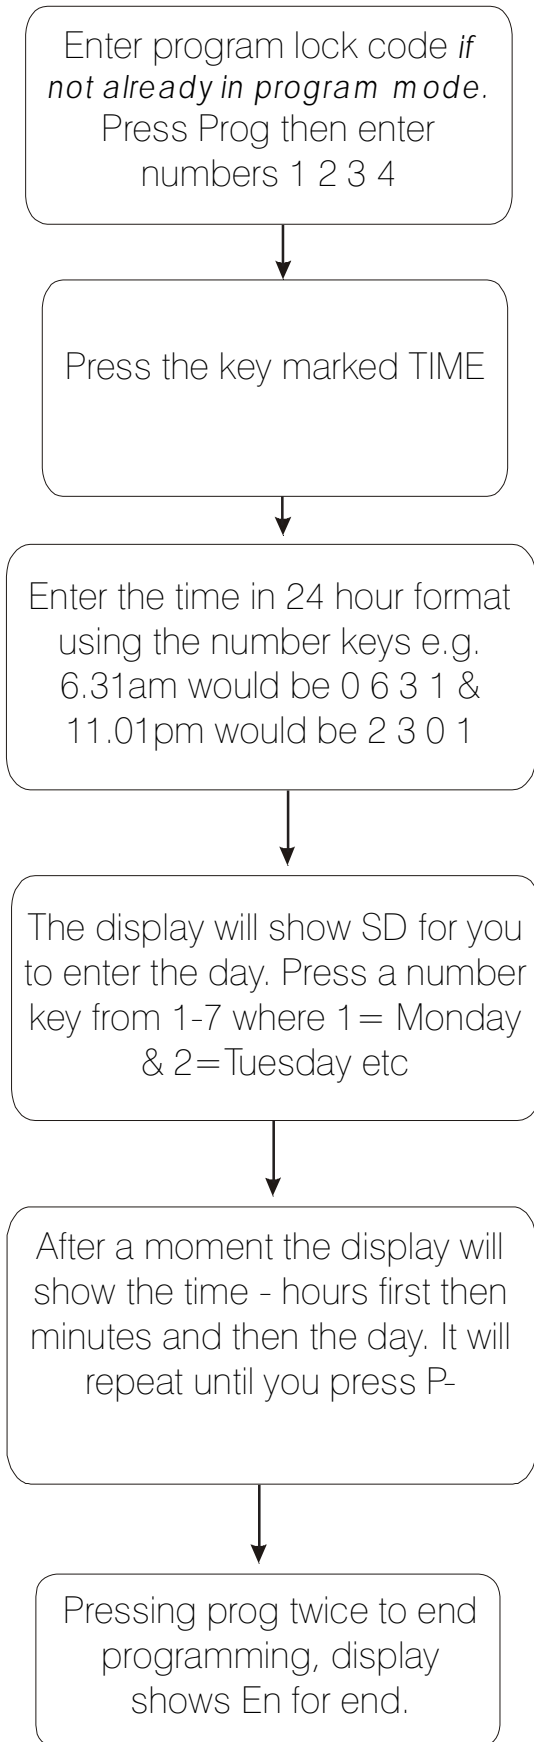 Enter program lock code if
not already in program mode.
Press Prog then enter
numbers 1 2 3 4
Press the key marked TIME
Enter the time in 24 hour format
using the number keys e.g.
6.31am would be 0 6 3 1 &
11.01pm would be 2 3 0 1
The display will show SD for you
to enter the day. Press a number
key from 1-7 where 1= Monday
& 2=Tuesday etc
After a moment the display will
show the time - hours first then
minutes and then the day. It will
repeat until you press P-
Pressing prog twice to end
programming, display
shows En for end.